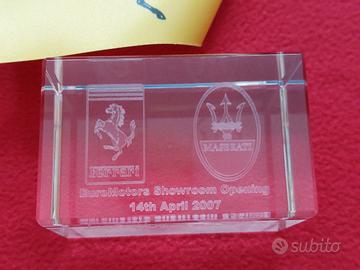 Ferrari
MASERATI
EuroMotors Showroom Opening
14th April 2007
subito